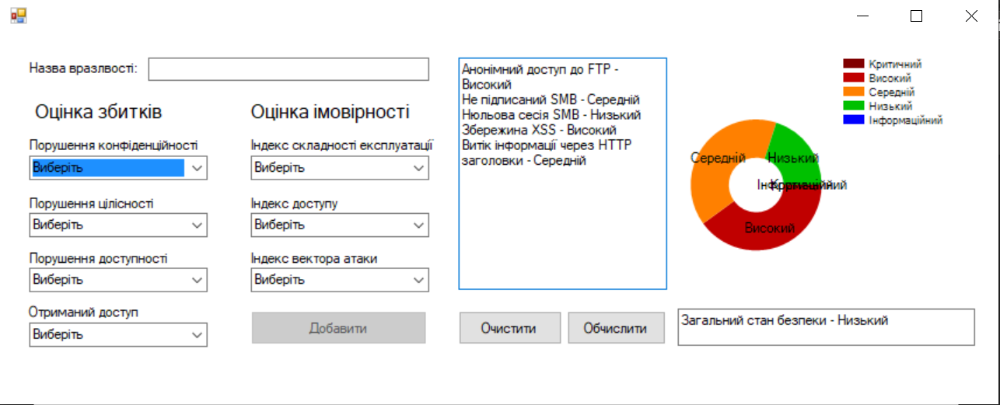 Назва вразлвості:
Оцінка збитків
Порушення конфіденційності
Виберіть
Порушення цілісності
Виберіть
Порушення доступності
Виберіть
Отриманий доступ
Виберіть
Оцінка імовірності
Індекс складності експлуатації
Виберіть
Індекс доступу
Виберіть
Індекс вектора атаки
Виберіть
Добавити
Анонімний доступ до FTP -
Високий
Не підписаний SMB - Середній
Нюльова сесія SMB - Низький
Збережина XSS - Високий
Витік інформації через HTTP
заголовки - Середній
Очистити
Обчислити
Критичний
Високий
Середній
Низький
Інформаційний
Середній
Низький
Високий
Загальний стан безпеки - Низький